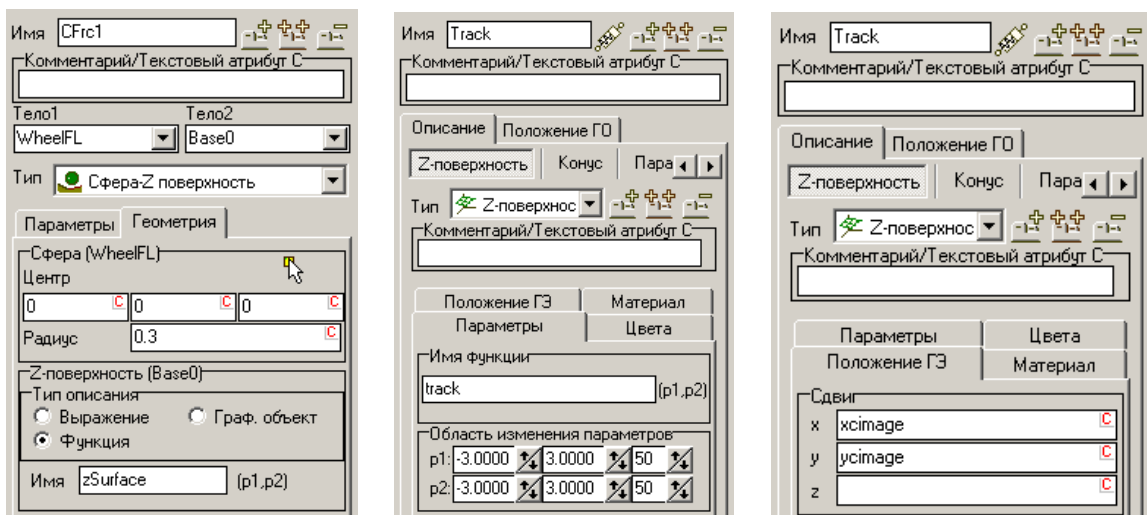 Имя CFrc1
Комментарий/Текстовый атрибут C
Тело1 Тело2
WheelFL Base0
Тип Сфера-Z поверхность
Параметры Геометрия
Сфера (WheelFL)
Центр
0 C 0 C 0 C
Радиус 0.3 C
Z-поверхность (Base0)
Тип описания
Выражение Граф. объект
Функция
Имя zSurface (p1,p2)
Имя Track
Комментарий/Текстовый атрибут C
Описание Положение ГО
Z-поверхность Конус Пара
Тип Z-поверхнос
Комментарий/Текстовый атрибут C
Положение ГЭ Материал
Параметры Цвета
Имя функции
track (p1,p2)
Область изменения параметров
p1: -3.0000 3.0000 50
p2: -3.0000 3.0000 50
Имя Track
Комментарий/Текстовый атрибут C
Описание Положение ГО
Z-поверхность Конус Пара
Тип Z-поверхнос
Комментарий/Текстовый атрибут C
Параметры Цвета
Положение ГЭ Материал
Сдвиг
x xcimage C
y ycimage C
z C